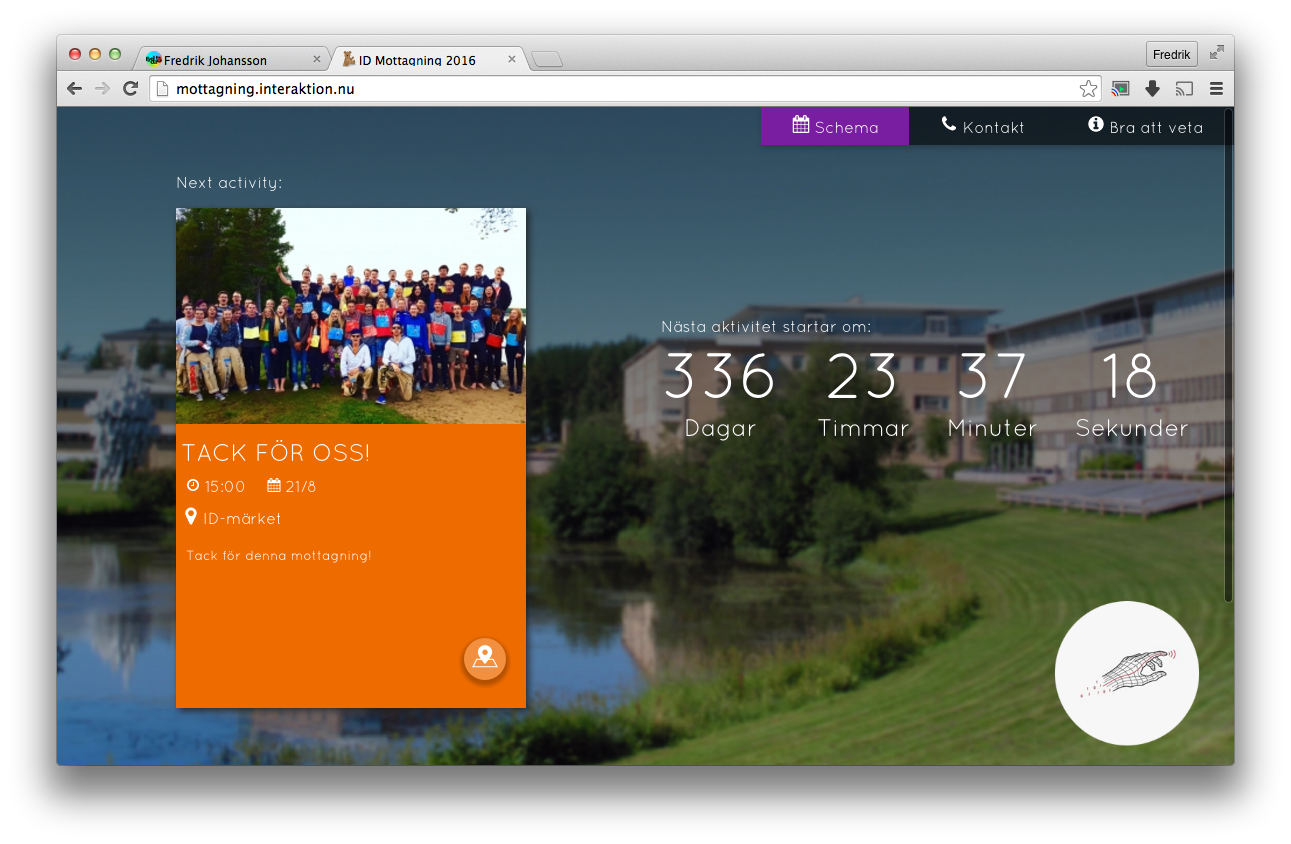 Fredrik Johansson
ID Mottagning 2016
Fredrik
mottagning.interaktion.nu
Schema
Kontakt
Bra att veta
Next activity:
TACK FÖR OSS!
15:00 21/8
ID-märket
Tack för denna mottagning!
Nästa aktivitet startar om:
336 23 37 18
Dagar Timmar Minuter Sekunder